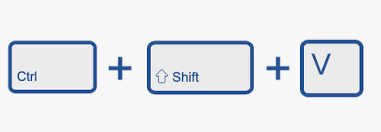 Ctrl + ⇧ Shift + V